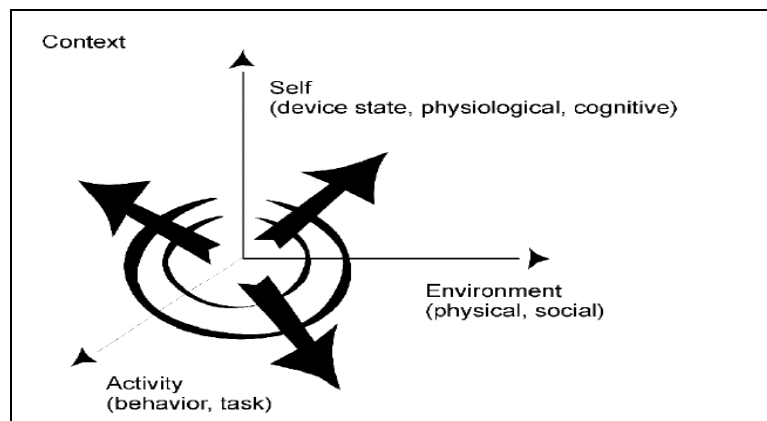 Context
Self
(device state, physiological, cognitive)
Environment
(physical, social)
Activity
(behavior, task)